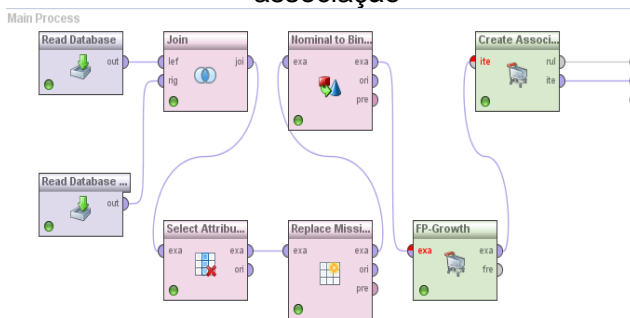 associação
Main Process
Read Database
out
Join
lef
joi
rig
Nominal to Bin...
exa
exa
ori
pre
Create Associ...
ite
rul
ite
Read Database ...
out
Select Attribu...
exa
exa
ori
Replace Missi...
exa
exa
ori
pre
FP-Growth
exa
exa
fre